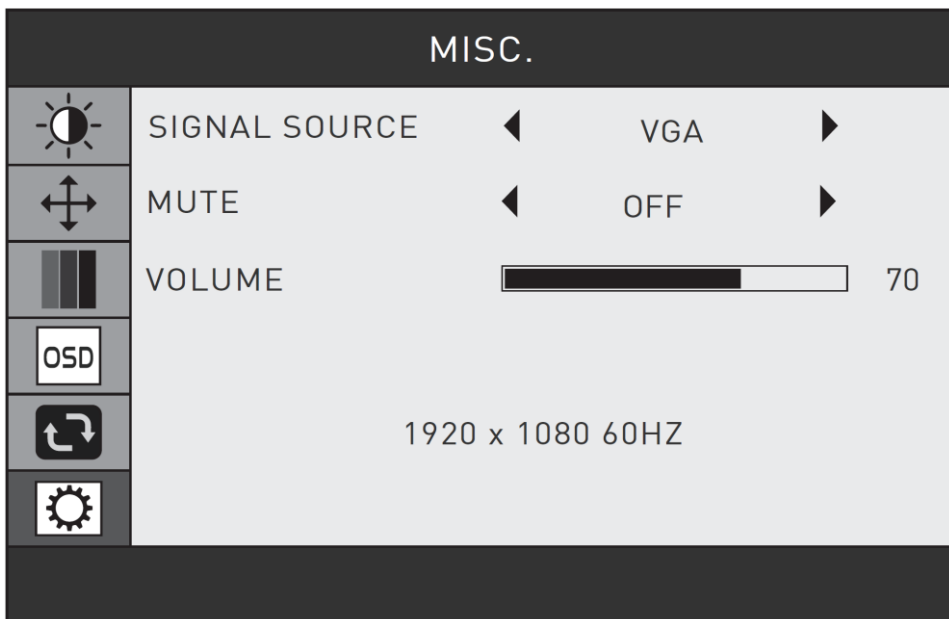 MISC.
SIGNAL SOURCE VGA
MUTE OFF
VOLUME 70
OSD
1920 x 1080 60HZ